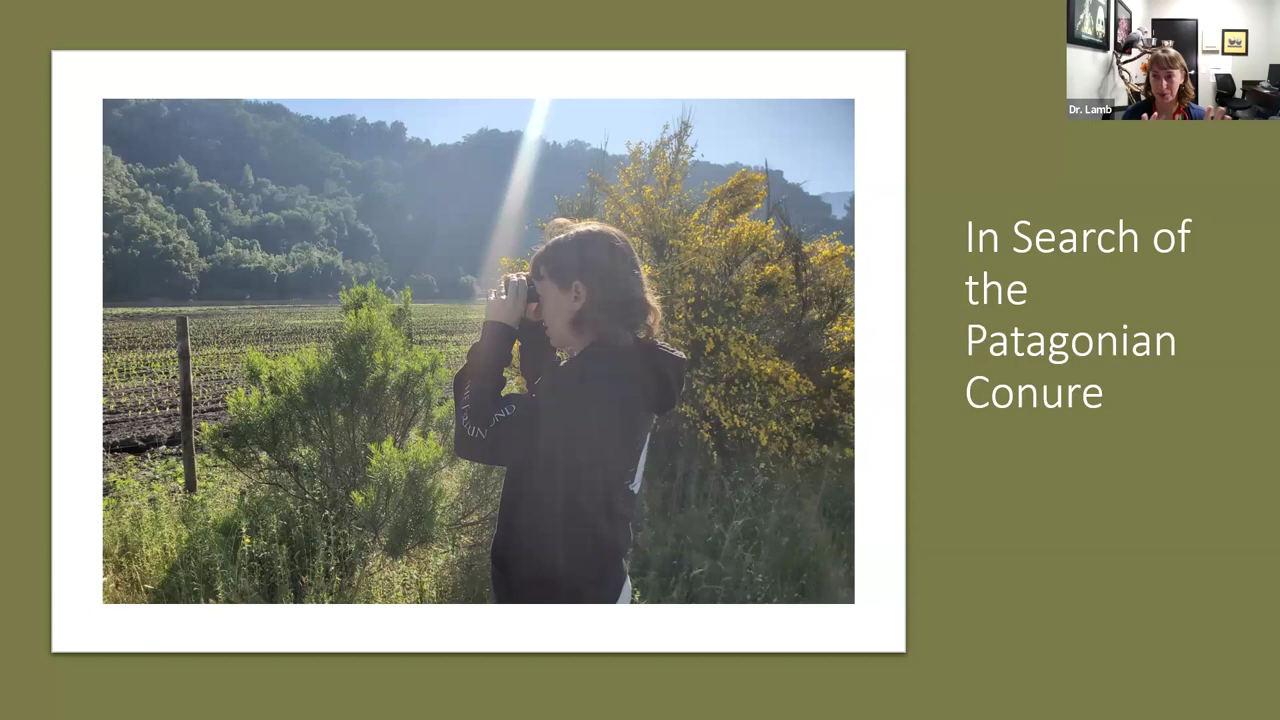 Dr. Lamb
In Search of
the
Patagonian
Conure